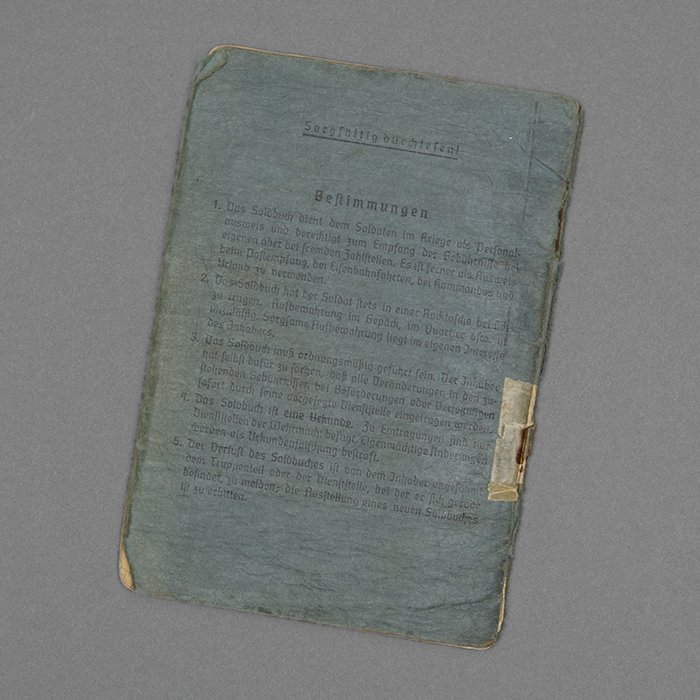 Sorgfältig durchlesen!
Bestimmungen
1. Das Soldbuch dient dem Soldaten im Kriege als Personal-
ausweis und berechtigt zum Empfang der Gebührnisse bei
eigenen oder bei fremden Zahlstellen. Es ist ferner als Ausweis
beim Postempfang, bei Eisenbahnfahrten, bei Kommandos und
Urlaub zu verwenden.
2. Das Soldbuch hat der Soldat stets in einer Rocktasche bei sich
zu tragen. Aufbewahrung im Gepäck, im Quartier usw. ist
unzulässig. Sorgsame Aufbewahrung liegt im eigenen Interesse
des Inhabers.
3. Das Soldbuch muß ordnungsmäßig geführt sein. Der Inhaber
hat selbst dafür zu sorgen, daß alle Veränderungen in den zu-
stehenden Gebührnissen bei Beförderungen oder Versetzungen
sofort durch seine vorgesetzte Dienststelle eingetragen werden.
4. Das Soldbuch ist eine Urkunde. Zu Eintragungen sind nur
Dienststellen der Wehrmacht befugt. Eigenmächtige Änderungen
werden als Urkundenfälschung bestraft.
5. Der Verlust des Soldbuches ist von dem Inhaber ungesäumt
dem Truppenteil oder der Dienststelle, bei der er sich gerade
befindet, zu melden; die Ausstellung eines neuen Soldbuches
ist zu erbitten.